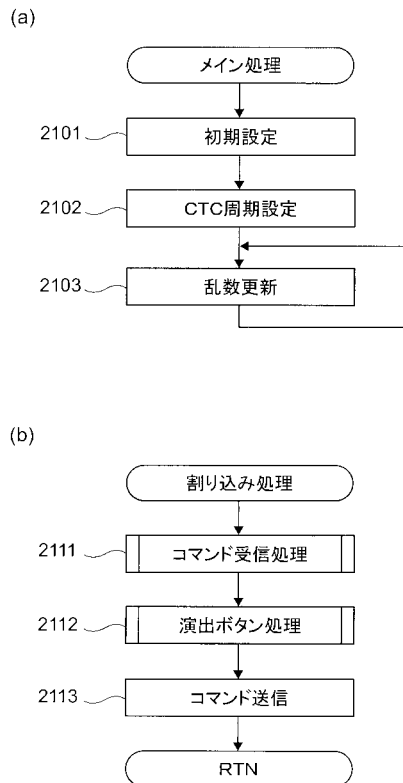 (a)
メイン処理
2101
初期設定
2102
CTC周期設定
2103
乱数更新
(b)
割り込み処理
2111
コマンド受信処理
2112
演出ボタン処理
2113
コマンド送信
RTN